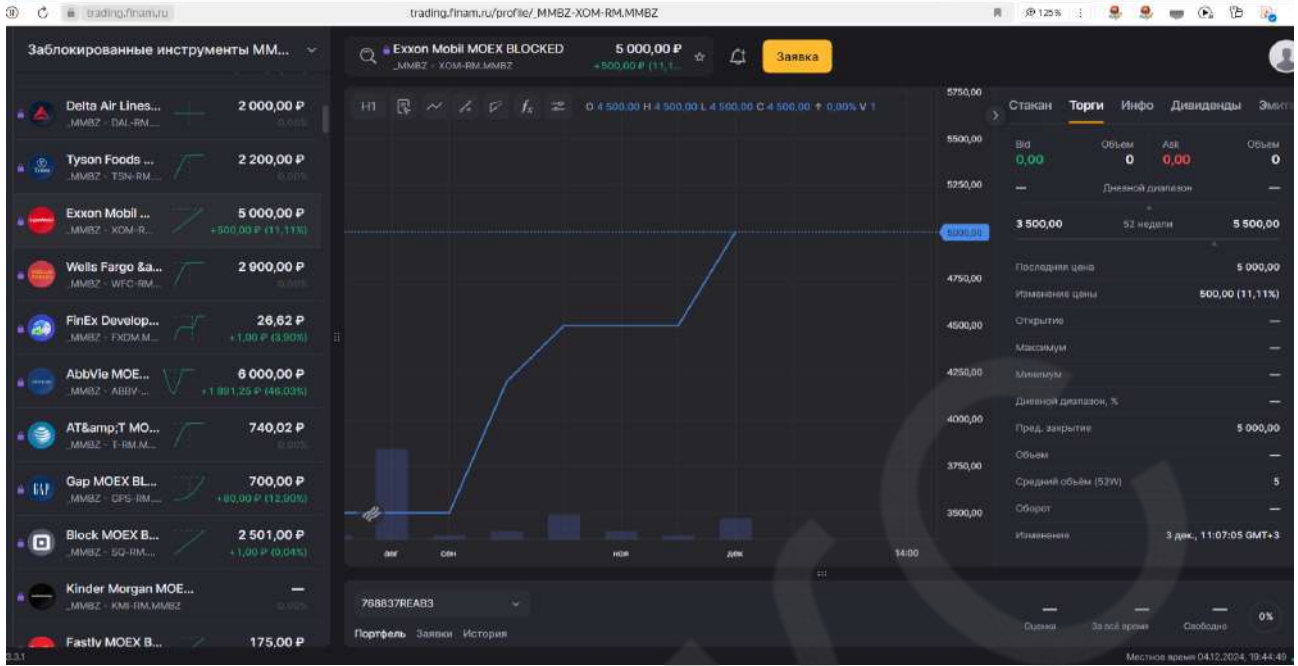 trading.finam.ru
trading.finam.ru/profile/_MMBZ-XOM-RM.MMBZ
125 %
Заблокированные инструменты ММ...
Exxon Mobil MOEX BLOCKED
5 000,00 ₽
_MMBZ · XOM-RM.MMBZ
+500,00 ₽ (11,1...
Заявка
Delta Air Lines...
2 000,00 ₽
_MMBZ · DAL-RM....
0,00%
Tyson Foods ...
2 200,00 ₽
_MMBZ · TSN-RM....
0,00%
Exxon Mobil ...
5 000,00 ₽
_MMBZ · XOM-R...
+500,00 ₽ (11,11%)
Wells Fargo &a...
2 900,00 ₽
_MMBZ · WFC-RM....
0,00%
FinEx Develop...
26,62 ₽
_MMBZ · FXDM.M...
+1,00 ₽ (3,90%)
AbbVie MOE...
6 000,00 ₽
_MMBZ · ABBV-...
+1 891,25 ₽ (46,03%)
AT&amp;T MO...
740,02 ₽
_MMBZ · T-RM.M...
0,00%
Gap MOEX BL...
700,00 ₽
_MMBZ · GPS-RM....
+80,00 ₽ (12,90%)
Block MOEX B...
2 501,00 ₽
_MMBZ · SQ-RM....
+1,00 ₽ (0,04%)
Kinder Morgan MOE...
—
_MMBZ · KMI-RM.MMBZ
0,00%
Fastly MOEX B...
175,00 ₽
3.3.1
H1
O 4 500,00 H 4 500,00 L 4 500,00 C 4 500,00 0,00% V 1
5750,00
5500,00
5250,00
5000,00
4750,00
4500,00
4250,00
4000,00
3750,00
3500,00
авг
сен
ноя
дек
14:00
768837REAB3
Портфель Заявки История
Стакан Торги Инфо Дивиденды
Bid
Объем
Ask
Объем
0,00
0
0,00
0
— Дневной диапазон —
3 500,00
52 недели
5 500,00
Последняя цена
5 000,00
Изменение цены
500,00 (11,11%)
Открытие —
Максимум —
Минимум —
Дневной диапазон, % —
Пред. закрытие
5 000,00
Объем —
Средний объём (52W)
5
Оборот —
Изменение
3 дек., 11:07:05 GMT+3
— — —
Оценка
За всё время
Свободно
0%
Местное время 04.12.2024, 19:44:49